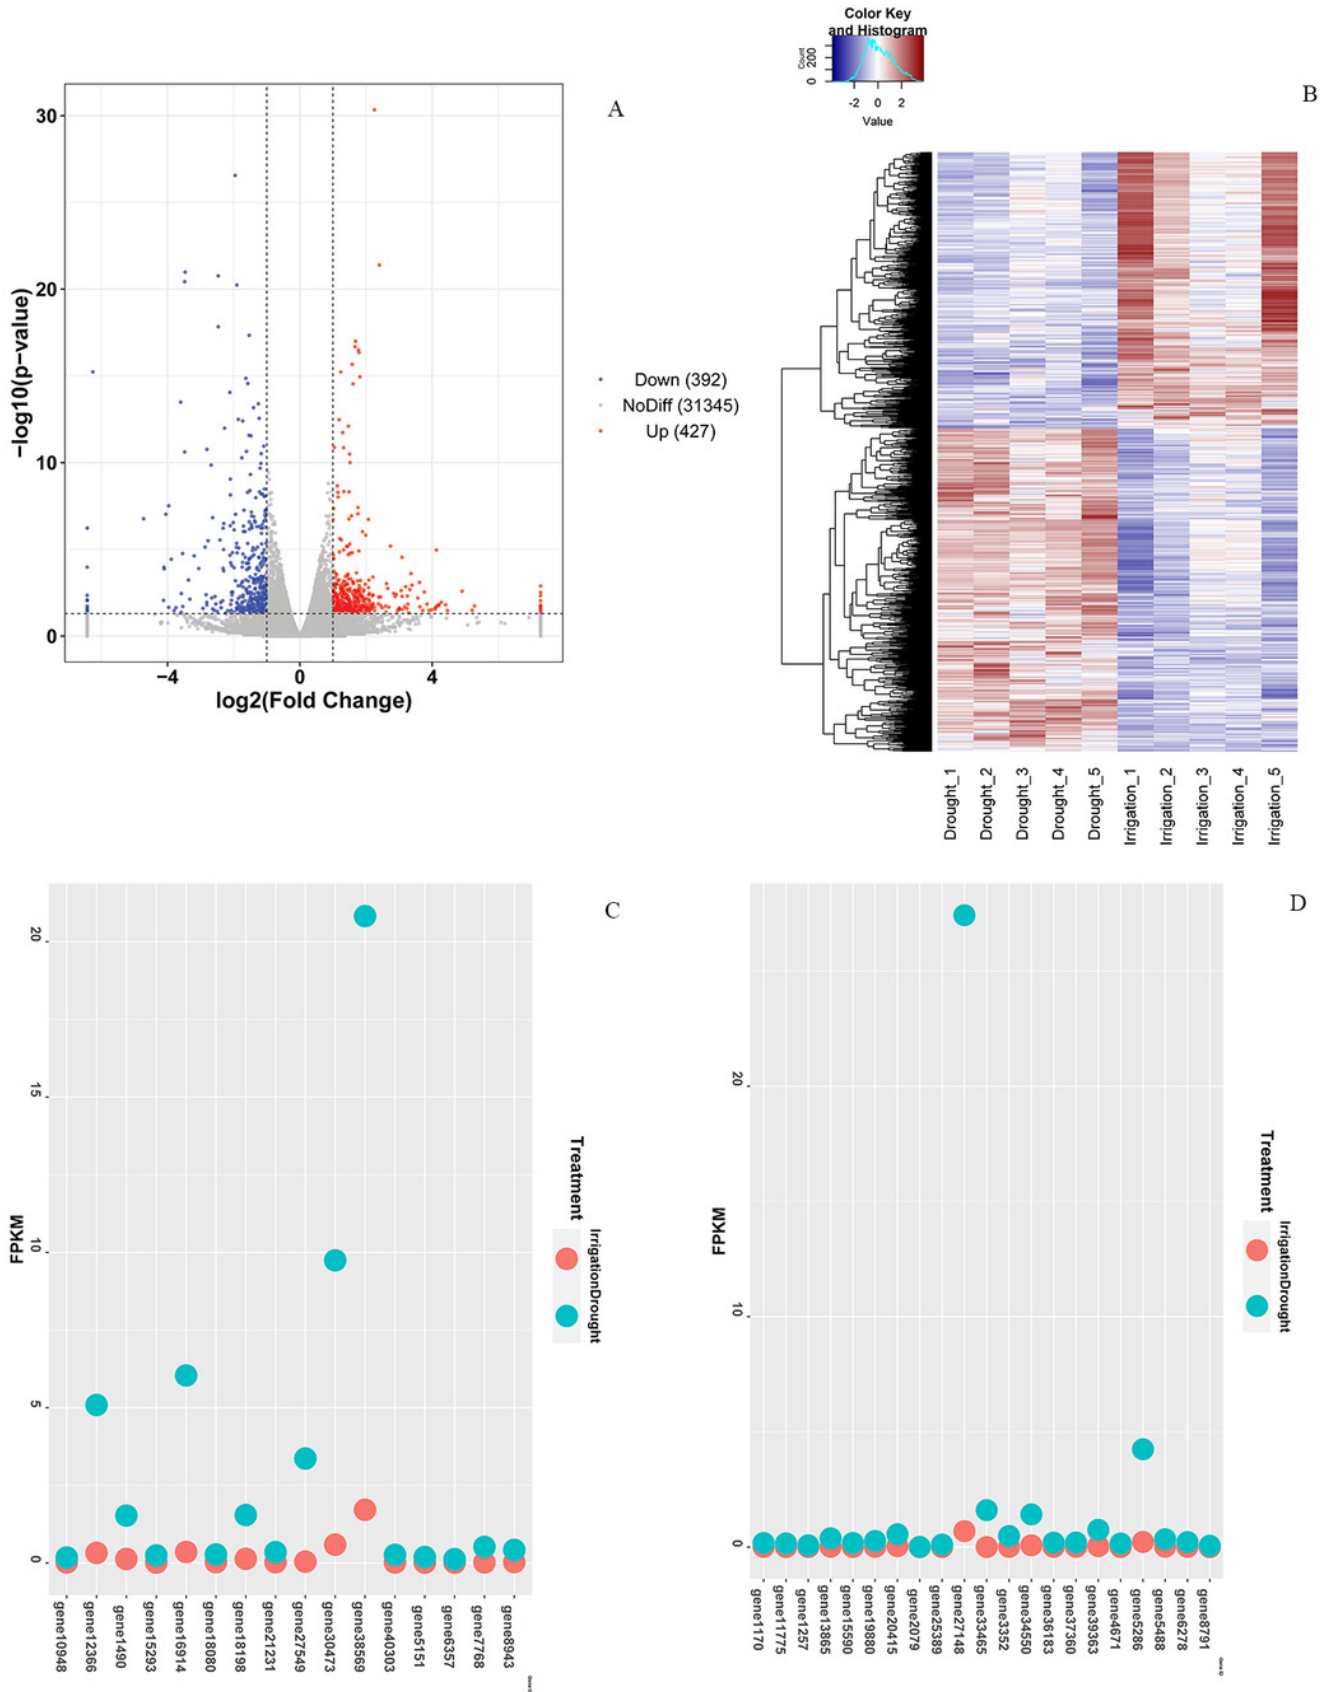 A
30
20
10
0
−log10(p−value)
−4
0
4
log2(Fold Change)
Down (392)
NoDiff (31345)
Up (427)
B
Color Key
and Histogram
Count
0
200
-2
0
2
Value
Drought_1
Drought_2
Drought_3
Drought_4
Drought_5
Irrigation_1
Irrigation_2
Irrigation_3
Irrigation_4
Irrigation_5
C
20
15
10
5
0
FPKM
Treatment
Irrigation
Drought
gene10948
gene12366
gene14490
gene15293
gene16914
gene18080
gene18198
gene21231
gene27549
gene30473
gene38569
gene40303
gene5151
gene6357
gene7768
gene8943
D
20
10
0
FPKM
Treatment
Irrigation
Drought
gene1170
gene11775
gene1257
gene13865
gene15590
gene19880
gene20415
gene2079
gene25389
gene27148
gene33465
gene3352
gene34550
gene36183
gene37360
gene39363
gene4671
gene5286
gene5488
gene6278
gene8791
Gene ID